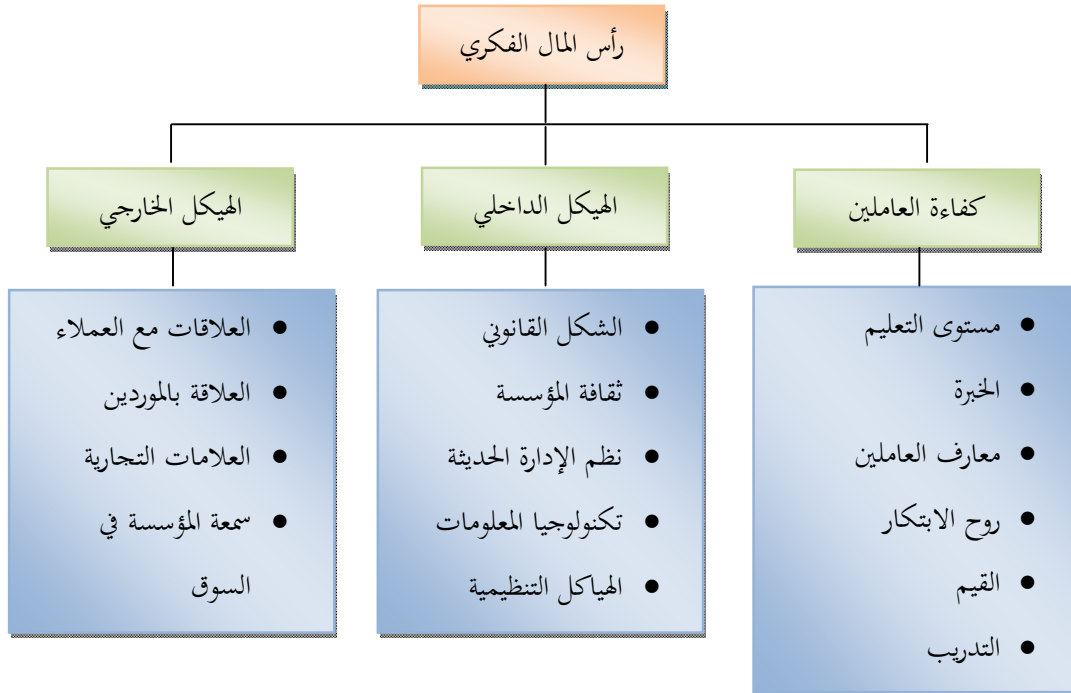 رأس المال الفكري
كفاءة العاملين
• مستوى التعليم
• الخبرة
• معارف العاملين
• روح الابتكار
• القيم
• التدريب
الهيكل الداخلي
• الشكل القانوني
• ثقافة المؤسسة
• نظم الإدارة الحديثة
• تكنولوجيا المعلومات
• الهياكل التنظيمية
الهيكل الخارجي
• العلاقات مع العملاء
• العلاقة بالموردين
• العلامات التجارية
• سمعة المؤسسة في
السوق